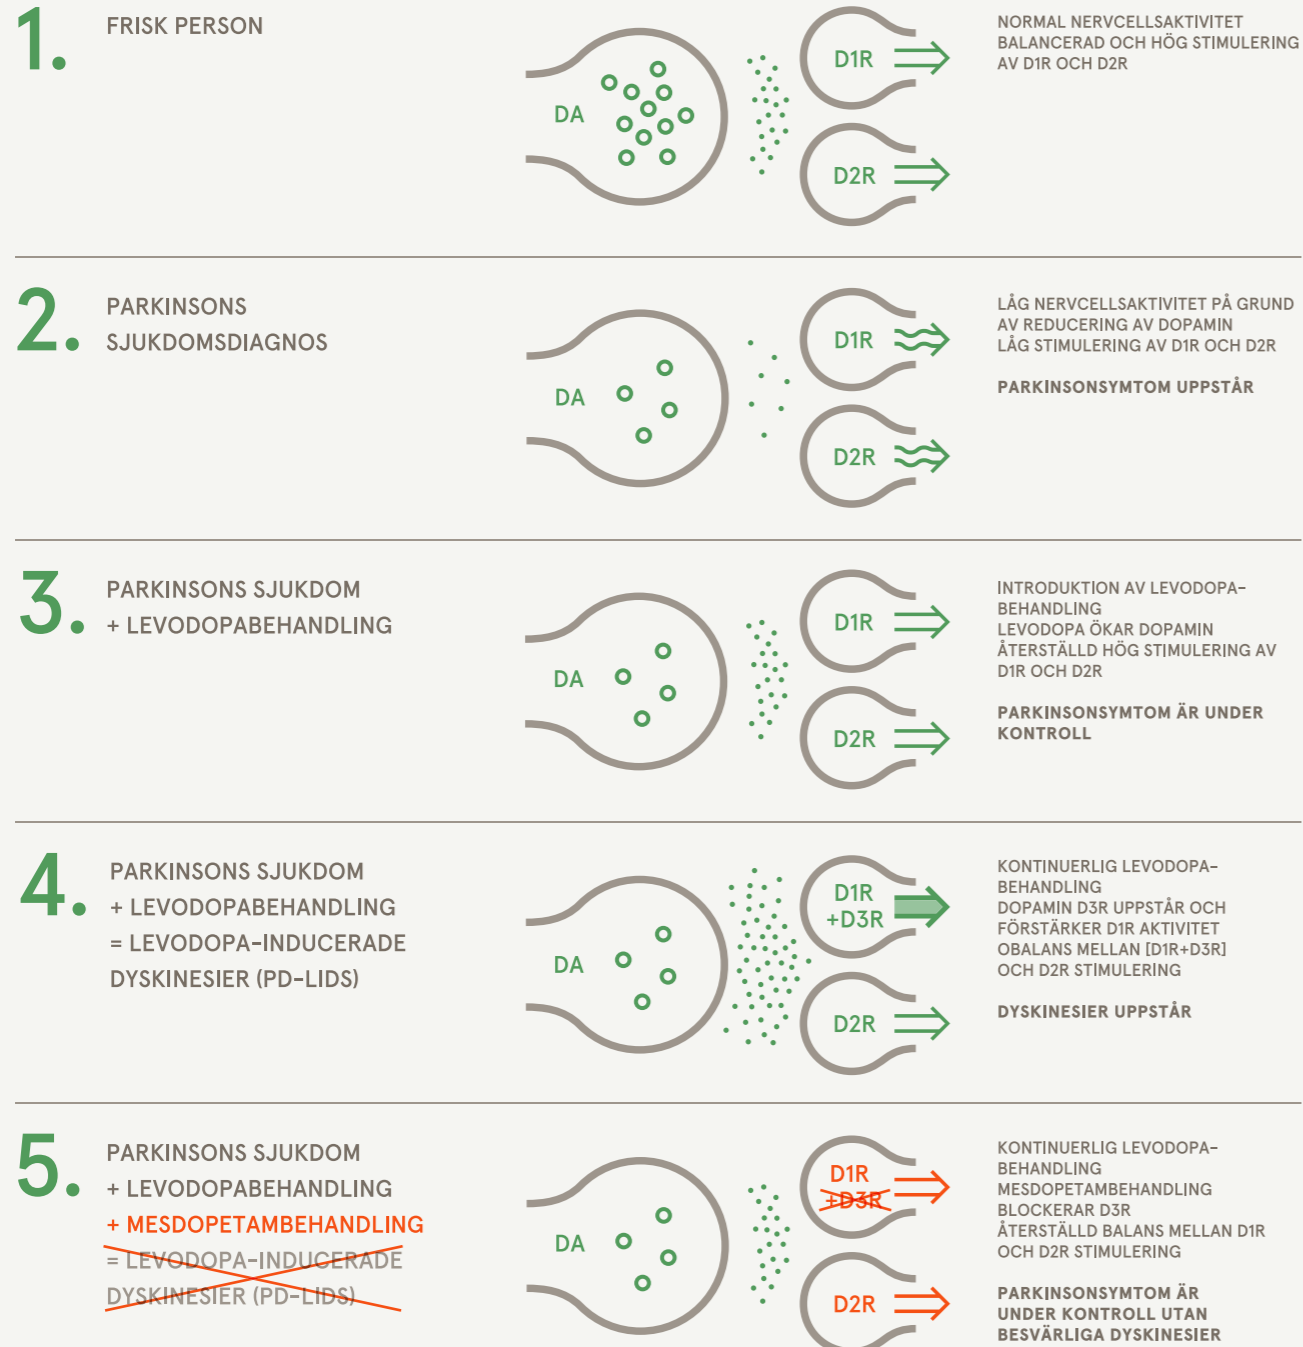 1.
FRISK PERSON
DA
D1R
D2R
NORMAL NERVCELLSAKTIVITET
BALANCERAD OCH HÖG STIMULERING
AV D1R OCH D2R
2.
PARKINSONS
SJUKDOMSDIAGNOS
DA
D1R
D2R
LÅG NERVCELLSAKTIVITET PÅ GRUND
AV REDUCERING AV DOPAMIN
LÅG STIMULERING AV D1R OCH D2R
PARKINSONSYMTOM UPPSTÅR
3.
PARKINSONS SJUKDOM
+ LEVODOPABEHANDLING
DA
D1R
D2R
INTRODUKTION AV LEVODOPA-
BEHANDLING
LEVODOPA ÖKAR DOPAMIN
ÅTERSTÄLLD HÖG STIMULERING AV
D1R OCH D2R
PARKINSONSYMTOM ÄR UNDER
KONTROLL
4.
PARKINSONS SJUKDOM
+ LEVODOPABEHANDLING
= LEVODOPA-INDUCERADE
DYSKINESIER (PD-LIDS)
DA
D1R
+D3R
D2R
KONTINUERLIG LEVODOPA-
BEHANDLING
DOPAMIN D3R UPPSTÅR OCH
FÖRSTÄRKER D1R AKTIVITET
OBALANS MELLAN [D1R+D3R]
OCH D2R STIMULERING
DYSKINESIER UPPSTÅR
5.
PARKINSONS SJUKDOM
+ LEVODOPABEHANDLING
+ MESDOPETAMBEHANDLING
= LEVODOPA-INDUCERADE
DYSKINESIER (PD-LIDS)
DA
D1R
+D3R
D2R
KONTINUERLIG LEVODOPA-
BEHANDLING
MESDOPETAMBEHANDLING
BLOCKERAR D3R
ÅTERSTÄLLD BALANS MELLAN D1R
OCH D2R STIMULERING
PARKINSONSYMTOM ÄR
UNDER KONTROLL UTAN
BESVÄRLIGA DYSKINESIER